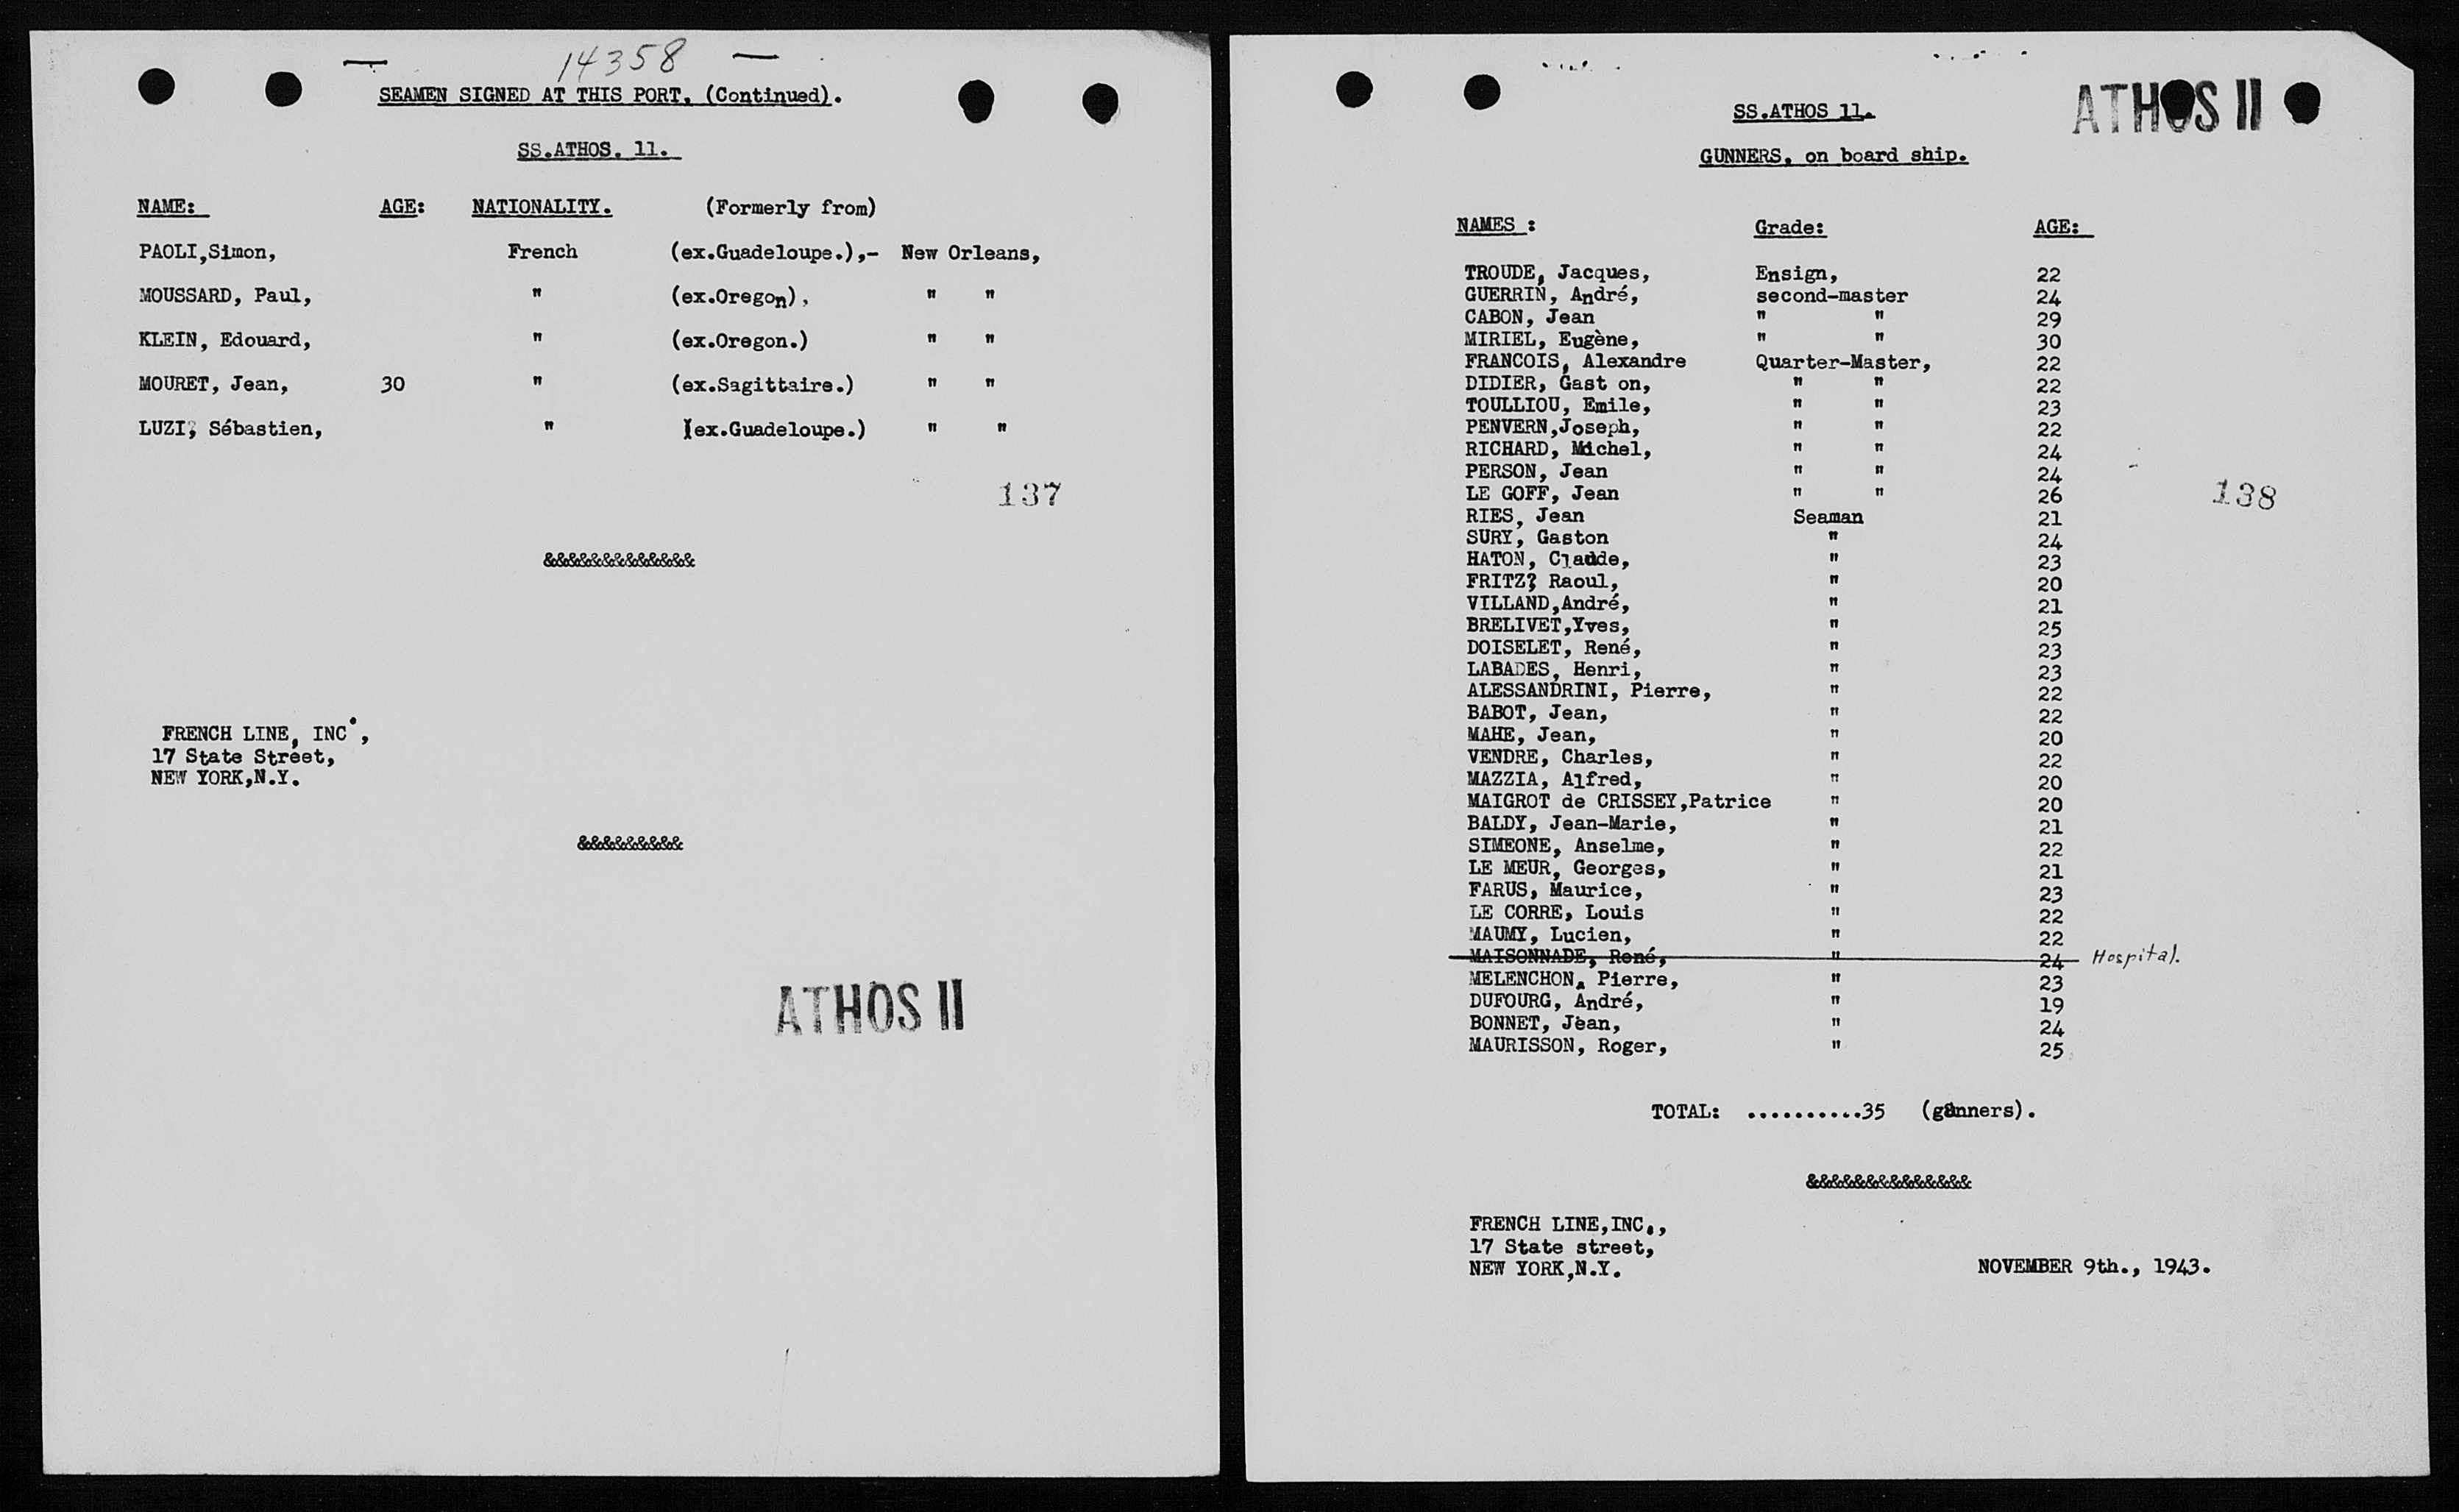 14358
SEAMEN SIGNED AT THIS PORT, (Continued).
SS.ATHOS. 11.
NAME: AGE: NATIONALITY. (Formerly from)
PAOLI,Simon, French (ex.Guadeloupe.),- New Orleans,
MOUSSARD, Paul, " (ex.Oregon), " "
KLEIN, Edouard, " (ex.Oregon.) " "
MOURET, Jean, 30 " (ex.Sagittaire.) " "
LUZI, Sébastien, " (ex.Guadeloupe.) " "
137
&&&&&&&&&&&&&
FRENCH LINE, INC.,
17 State Street,
NEW YORK,N.Y.
&&&&&&&&&
ATHOS II
ATHOS II
SS.ATHOS 11.
GUNNERS, on board ship.
NAMES : Grade: AGE:
TROUDE, Jacques, Ensign, 22
GUERRIN, André, second-master 24
CABON, Jean " " 29
MIRIEL, Eugène, " " 30
FRANCOIS, Alexandre Quarter-Master, 22
DIDIER, Gast on, " " 22
TOULLIOU, Emile, " " 23
PENVERN,Joseph, " " 22
RICHARD, Michel, " " 24
PERSON, Jean " " 24
LE GOFF, Jean " " 26
138
RIES, Jean Seaman 21
SURY, Gaston " 24
HATON, Cladde, " 23
FRITZ? Raoul, " 20
VILLAND,André, " 21
BRELIVET,Yves, " 25
DOISELET, René, " 23
LABADES, Henri, " 23
ALESSANDRINI, Pierre, " 22
BABOT, Jean, " 22
MAHE, Jean, " 20
VENDRE, Charles, " 22
MAZZIA, Alfred, " 20
MAIGROT de CRISSEY,Patrice " 20
BALDY, Jean-Marie, " 21
SIMEONE, Anselme, " 22
LE MEUR, Georges, " 21
FARUS, Maurice, " 23
LE CORRE, Louis " 22
MAUMY, Lucien, " 22
MAISONNADE, René, " 24 Hospital.
MELENCHON, Pierre, " 23
DUFOURG, André, " 19
BONNET, Jean, " 24
MAURISSON, Roger, " 25
TOTAL: ..........35 (gunners).
&&&&&&&&&&&&&&
FRENCH LINE,INC.,
17 State street,
NEW YORK,N.Y.
NOVEMBER 9th., 1943.